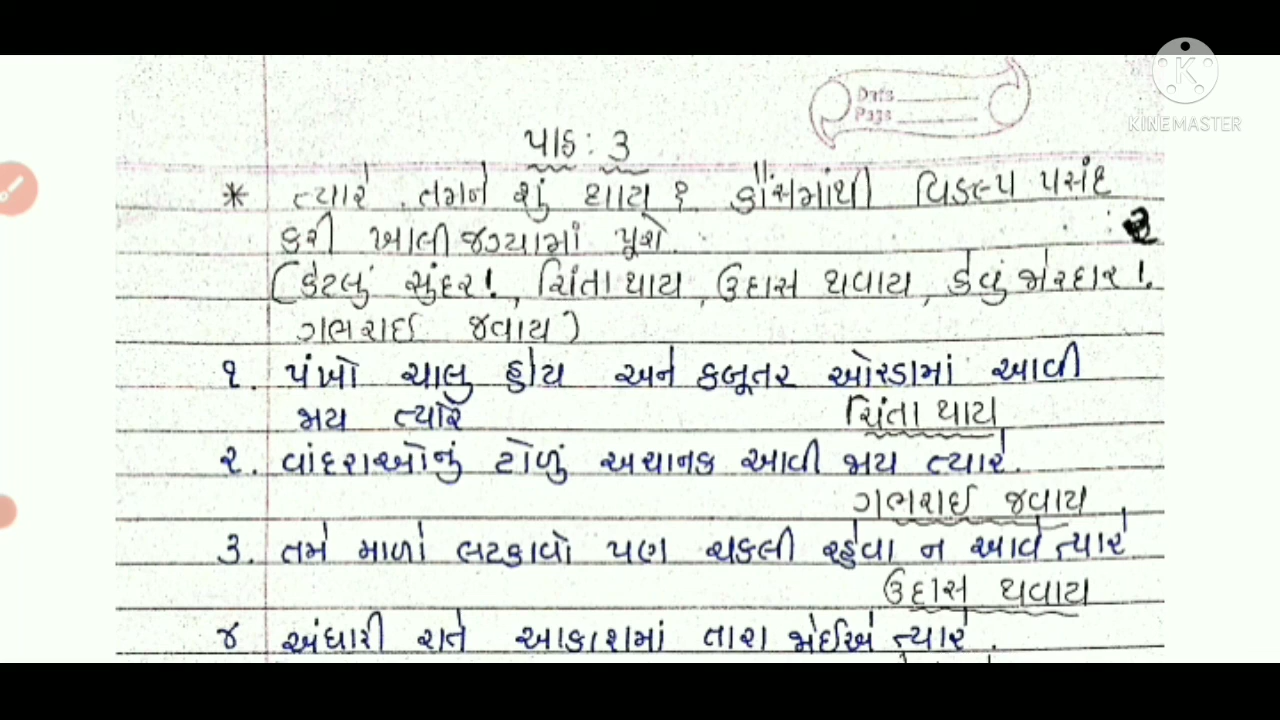 KINEMASTER
Date
Page
પાઠ : ૩
* ત્યારે તમને શું થાય ? કૌંસમાંથી વિકલ્પ પસંદ
કરી ખાલી જગ્યામાં પૂરો.
(કેટલું સુંદર!, ચિંતા થાય, ઉદાસ થવાય, કેવું જોરદાર!.
ગભરાઈ જવાય)
૧. પંખો ચાલુ હોય અને કબૂતર ઓરડામાં આવી
જાય ત્યારે ચિંતા થાય
૨. વાંદરાઓનું ટોળું અચાનક આવી જાય ત્યારે.
ગભરાઈ જવાય
૩. તમે માળો લટકાવો પણ ચકલી રહેવા ન આવે ત્યારે
ઉદાસ થવાય
૪ અંધારી રાતે આકાશમાં તારા જોઈએ ત્યારે.